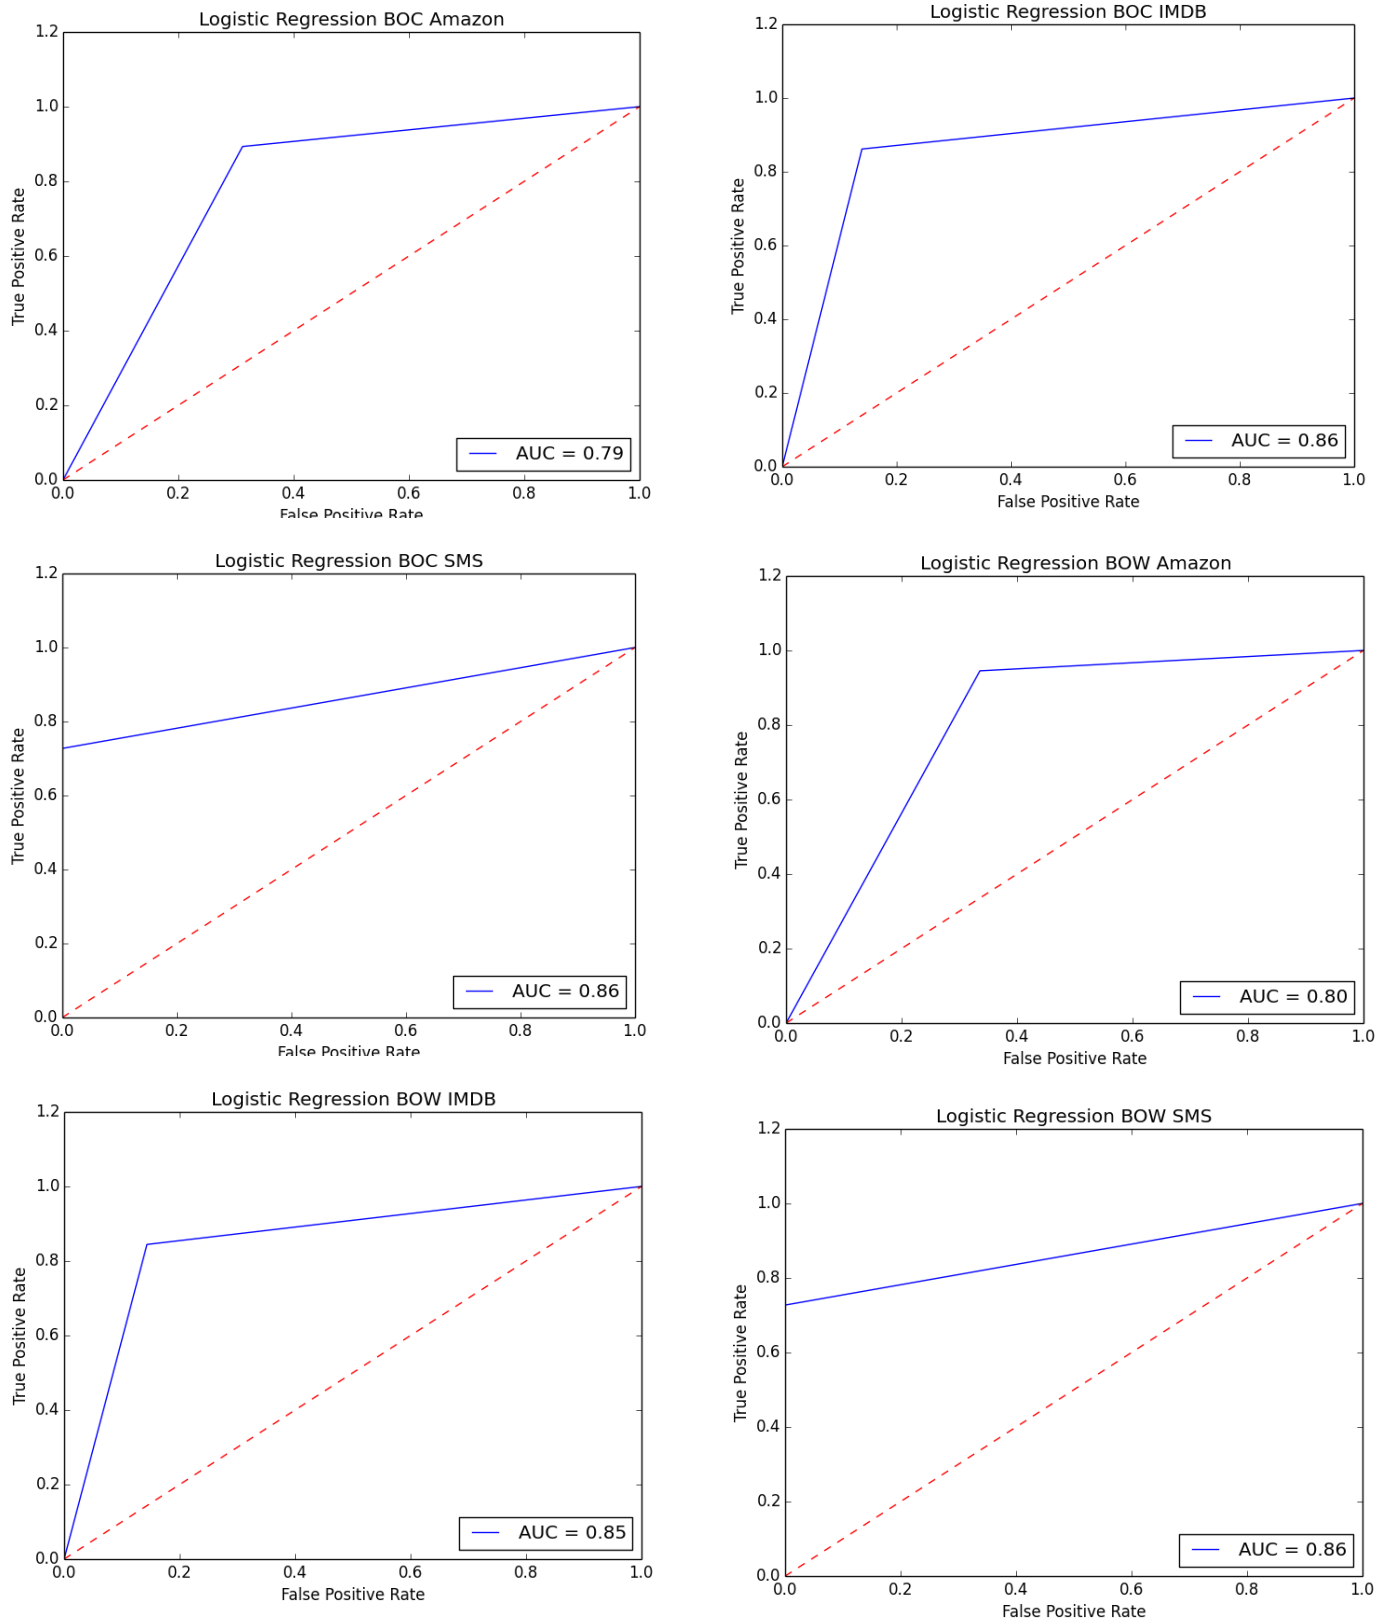 Logistic Regression BOC Amazon
1.2
1.0
0.8
0.6
0.4
0.2
0.0
True Positive Rate
AUC = 0.79
0.0 0.2 0.4 0.6 0.8 1.0
False Positive Rate
Logistic Regression BOC IMDB
1.2
1.0
0.8
0.6
0.4
0.2
0.0
True Positive Rate
AUC = 0.86
0.0 0.2 0.4 0.6 0.8 1.0
False Positive Rate
Logistic Regression BOC SMS
1.2
1.0
0.8
0.6
0.4
0.2
0.0
True Positive Rate
AUC = 0.86
0.0 0.2 0.4 0.6 0.8 1.0
False Positive Rate
Logistic Regression BOW Amazon
1.2
1.0
0.8
0.6
0.4
0.2
0.0
True Positive Rate
AUC = 0.80
0.0 0.2 0.4 0.6 0.8 1.0
False Positive Rate
Logistic Regression BOW IMDB
1.2
1.0
0.8
0.6
0.4
0.2
0.0
True Positive Rate
AUC = 0.85
0.0 0.2 0.4 0.6 0.8 1.0
False Positive Rate
Logistic Regression BOW SMS
1.2
1.0
0.8
0.6
0.4
0.2
0.0
True Positive Rate
AUC = 0.86
0.0 0.2 0.4 0.6 0.8 1.0
False Positive Rate